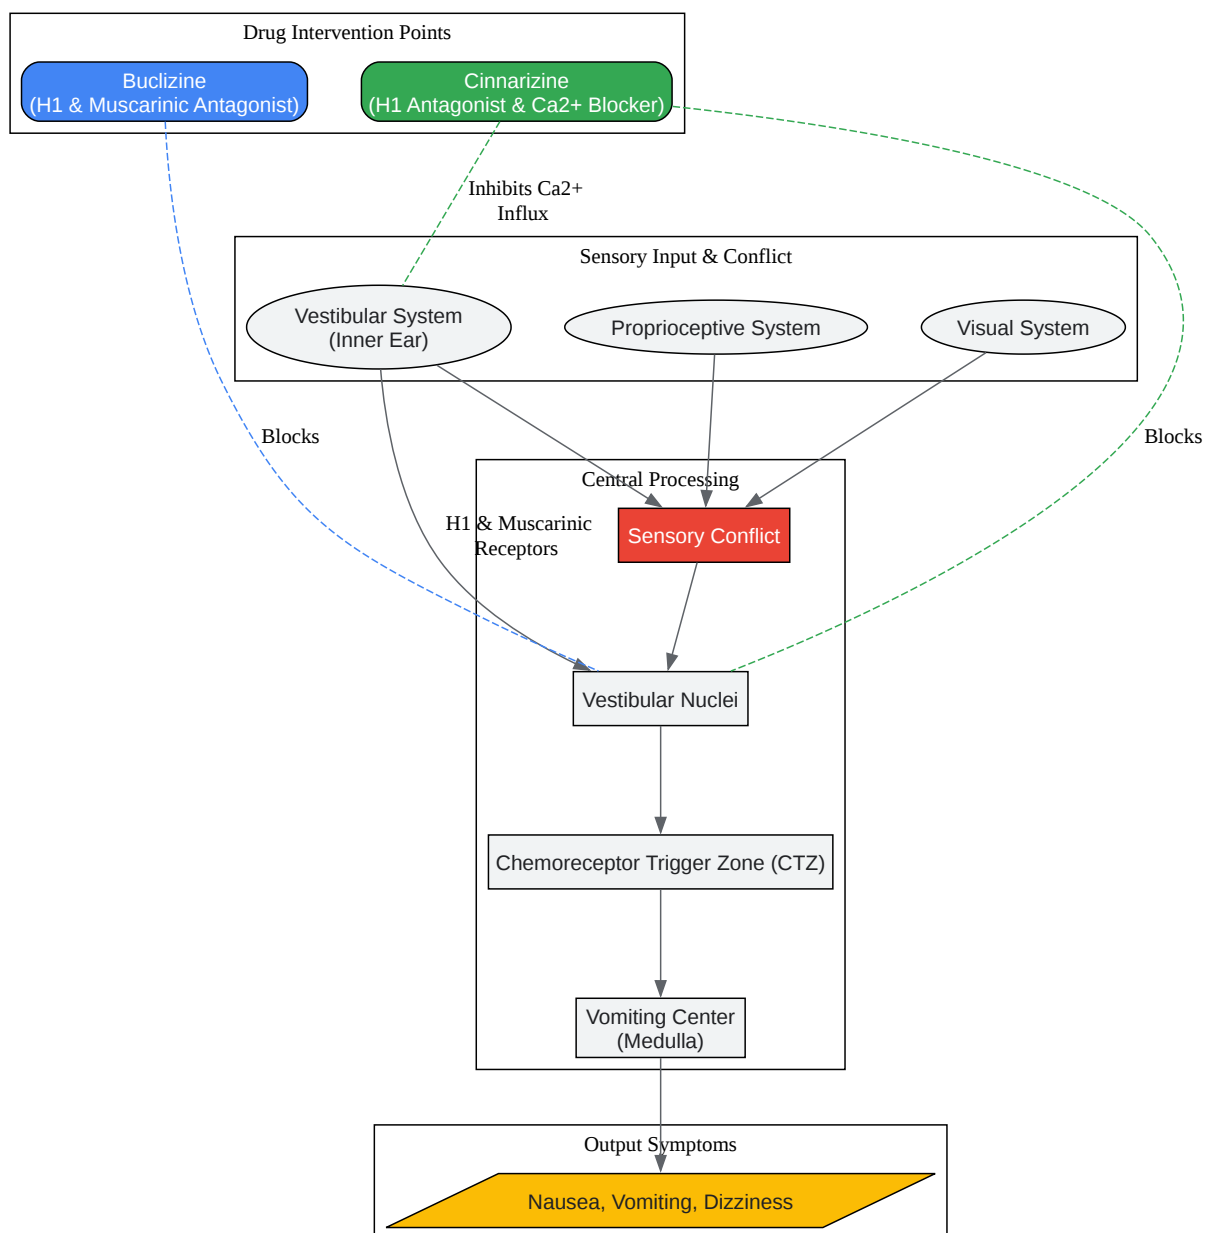 Drug Intervention Points
Buclizine
(H1 & Muscarinic Antagonist)
Cinnarizine
(H1 Antagonist & Ca2+ Blocker)
Inhibits Ca2+
Influx
Sensory Input & Conflict
Vestibular System
(Inner Ear)
Proprioceptive System
Visual System
Blocks
Blocks
Central Processing
H1 & Muscarinic
Receptors
Sensory Conflict
Vestibular Nuclei
Chemoreceptor Trigger Zone (CTZ)
Vomiting Center
(Medulla)
Output Symptoms
Nausea, Vomiting, Dizziness